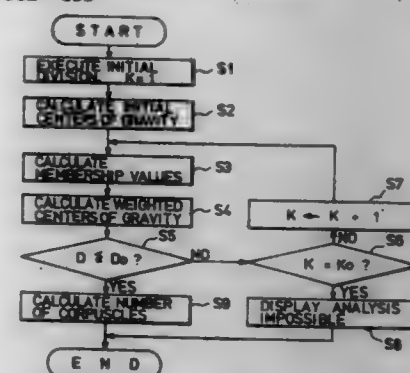 START
EXECUTE INITIAL
DIVISION K=1
S1
CALCULATE INITIAL
CENTERS OF GRAVITY
S2
CALCULATE
MEMBERSHIP VALUES
S3
CALCULATE WEIGHTED
CENTERS OF GRAVITY
S4
S5
NO
YES
S7
K ← K + 1
NO
S6
K = Ko ?
YES
CALCULATE NUMBER
OF CORPUSCLES
S9
DISPLAY ANALYSIS
IMPOSSIBLE
S8
END